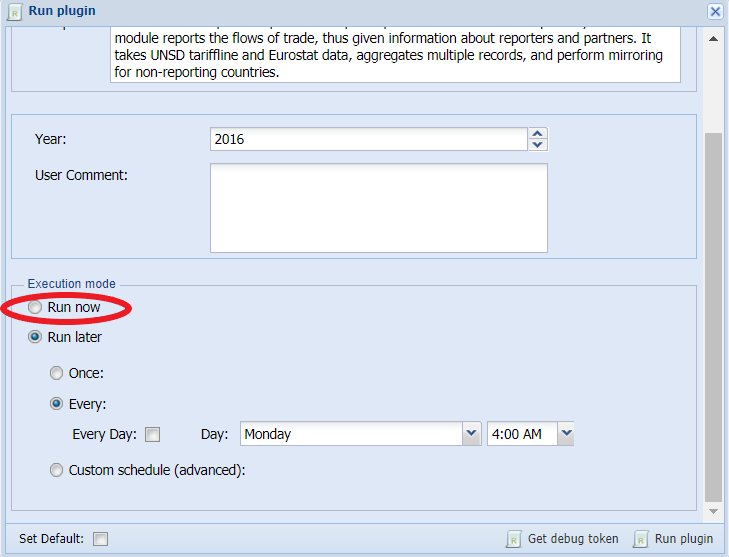 Run plugin
module reports the flows of trade, thus given information about reporters and partners. It
takes UNSD tariffline and Eurostat data, aggregates multiple records, and perform mirroring
for non-reporting countries.
Year: 2016
User Comment:
Execution mode
Run now
Run later
Once:
Every:
Every Day: Day: Monday 4:00 AM
Custom schedule (advanced):
Set Default: Get debug token Run plugin